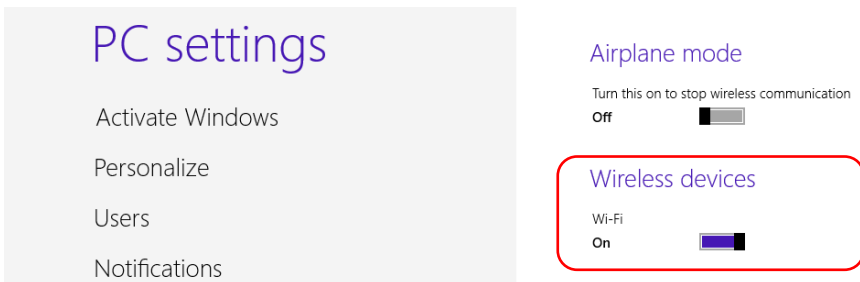 PC settings
Activate Windows
Personalize
Users
Notifications
Airplane mode
Turn this on to stop wireless communication
Off
Wireless devices
Wi-Fi
On